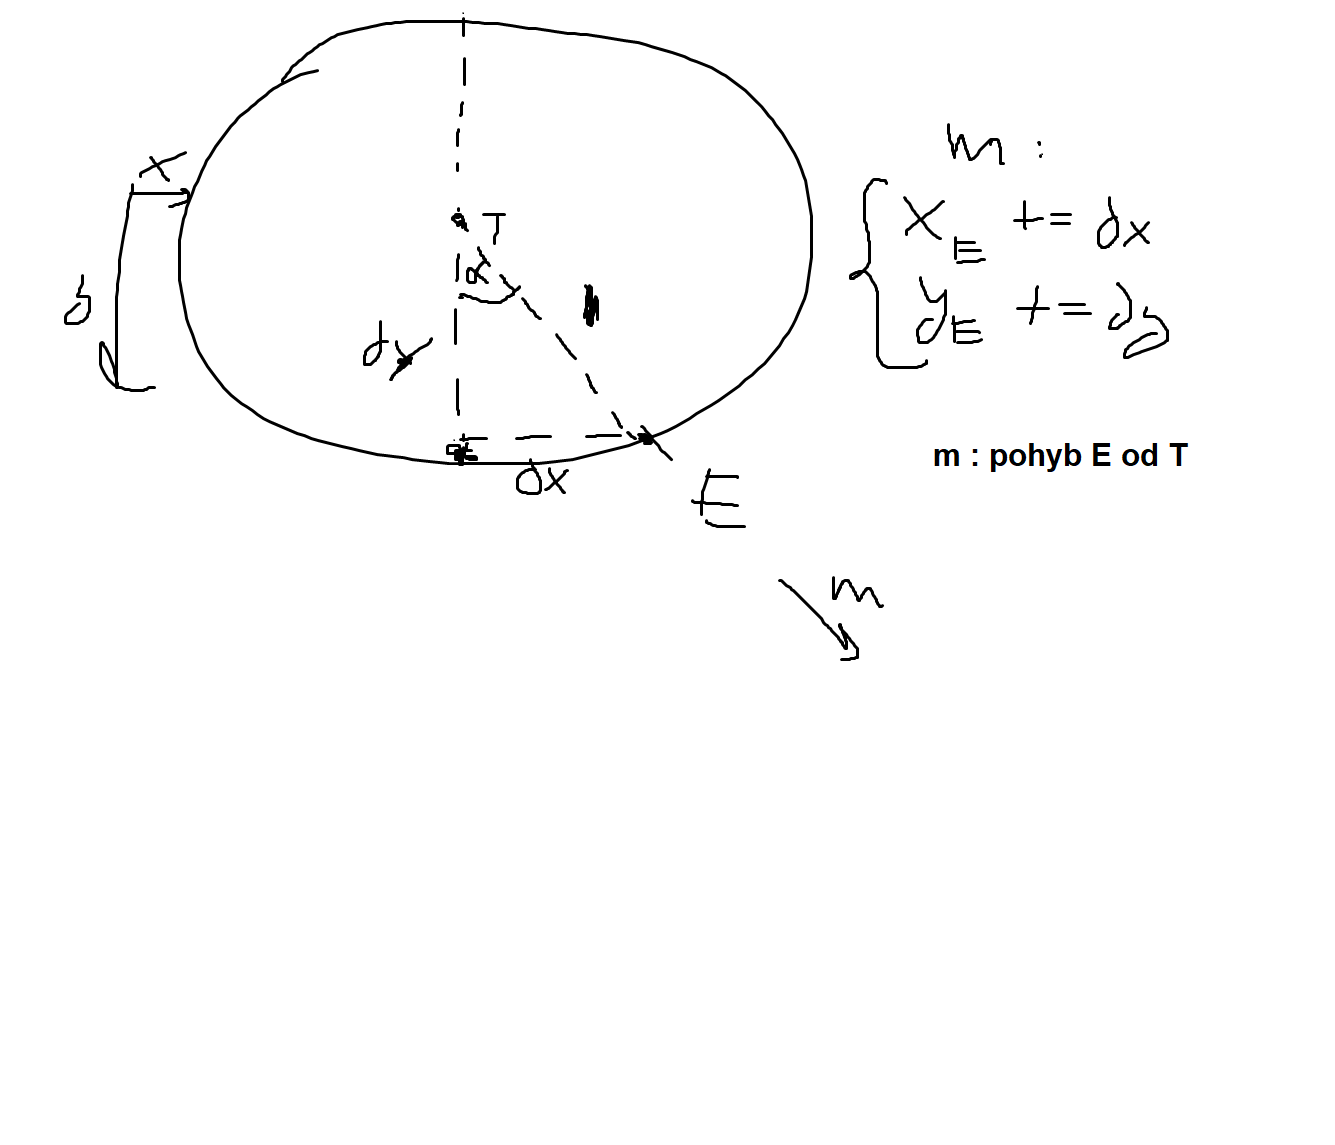 m :
x
T
x_E += dx
α
y
y_E += dy
dy
m : pohyb E od T
dx
E
m